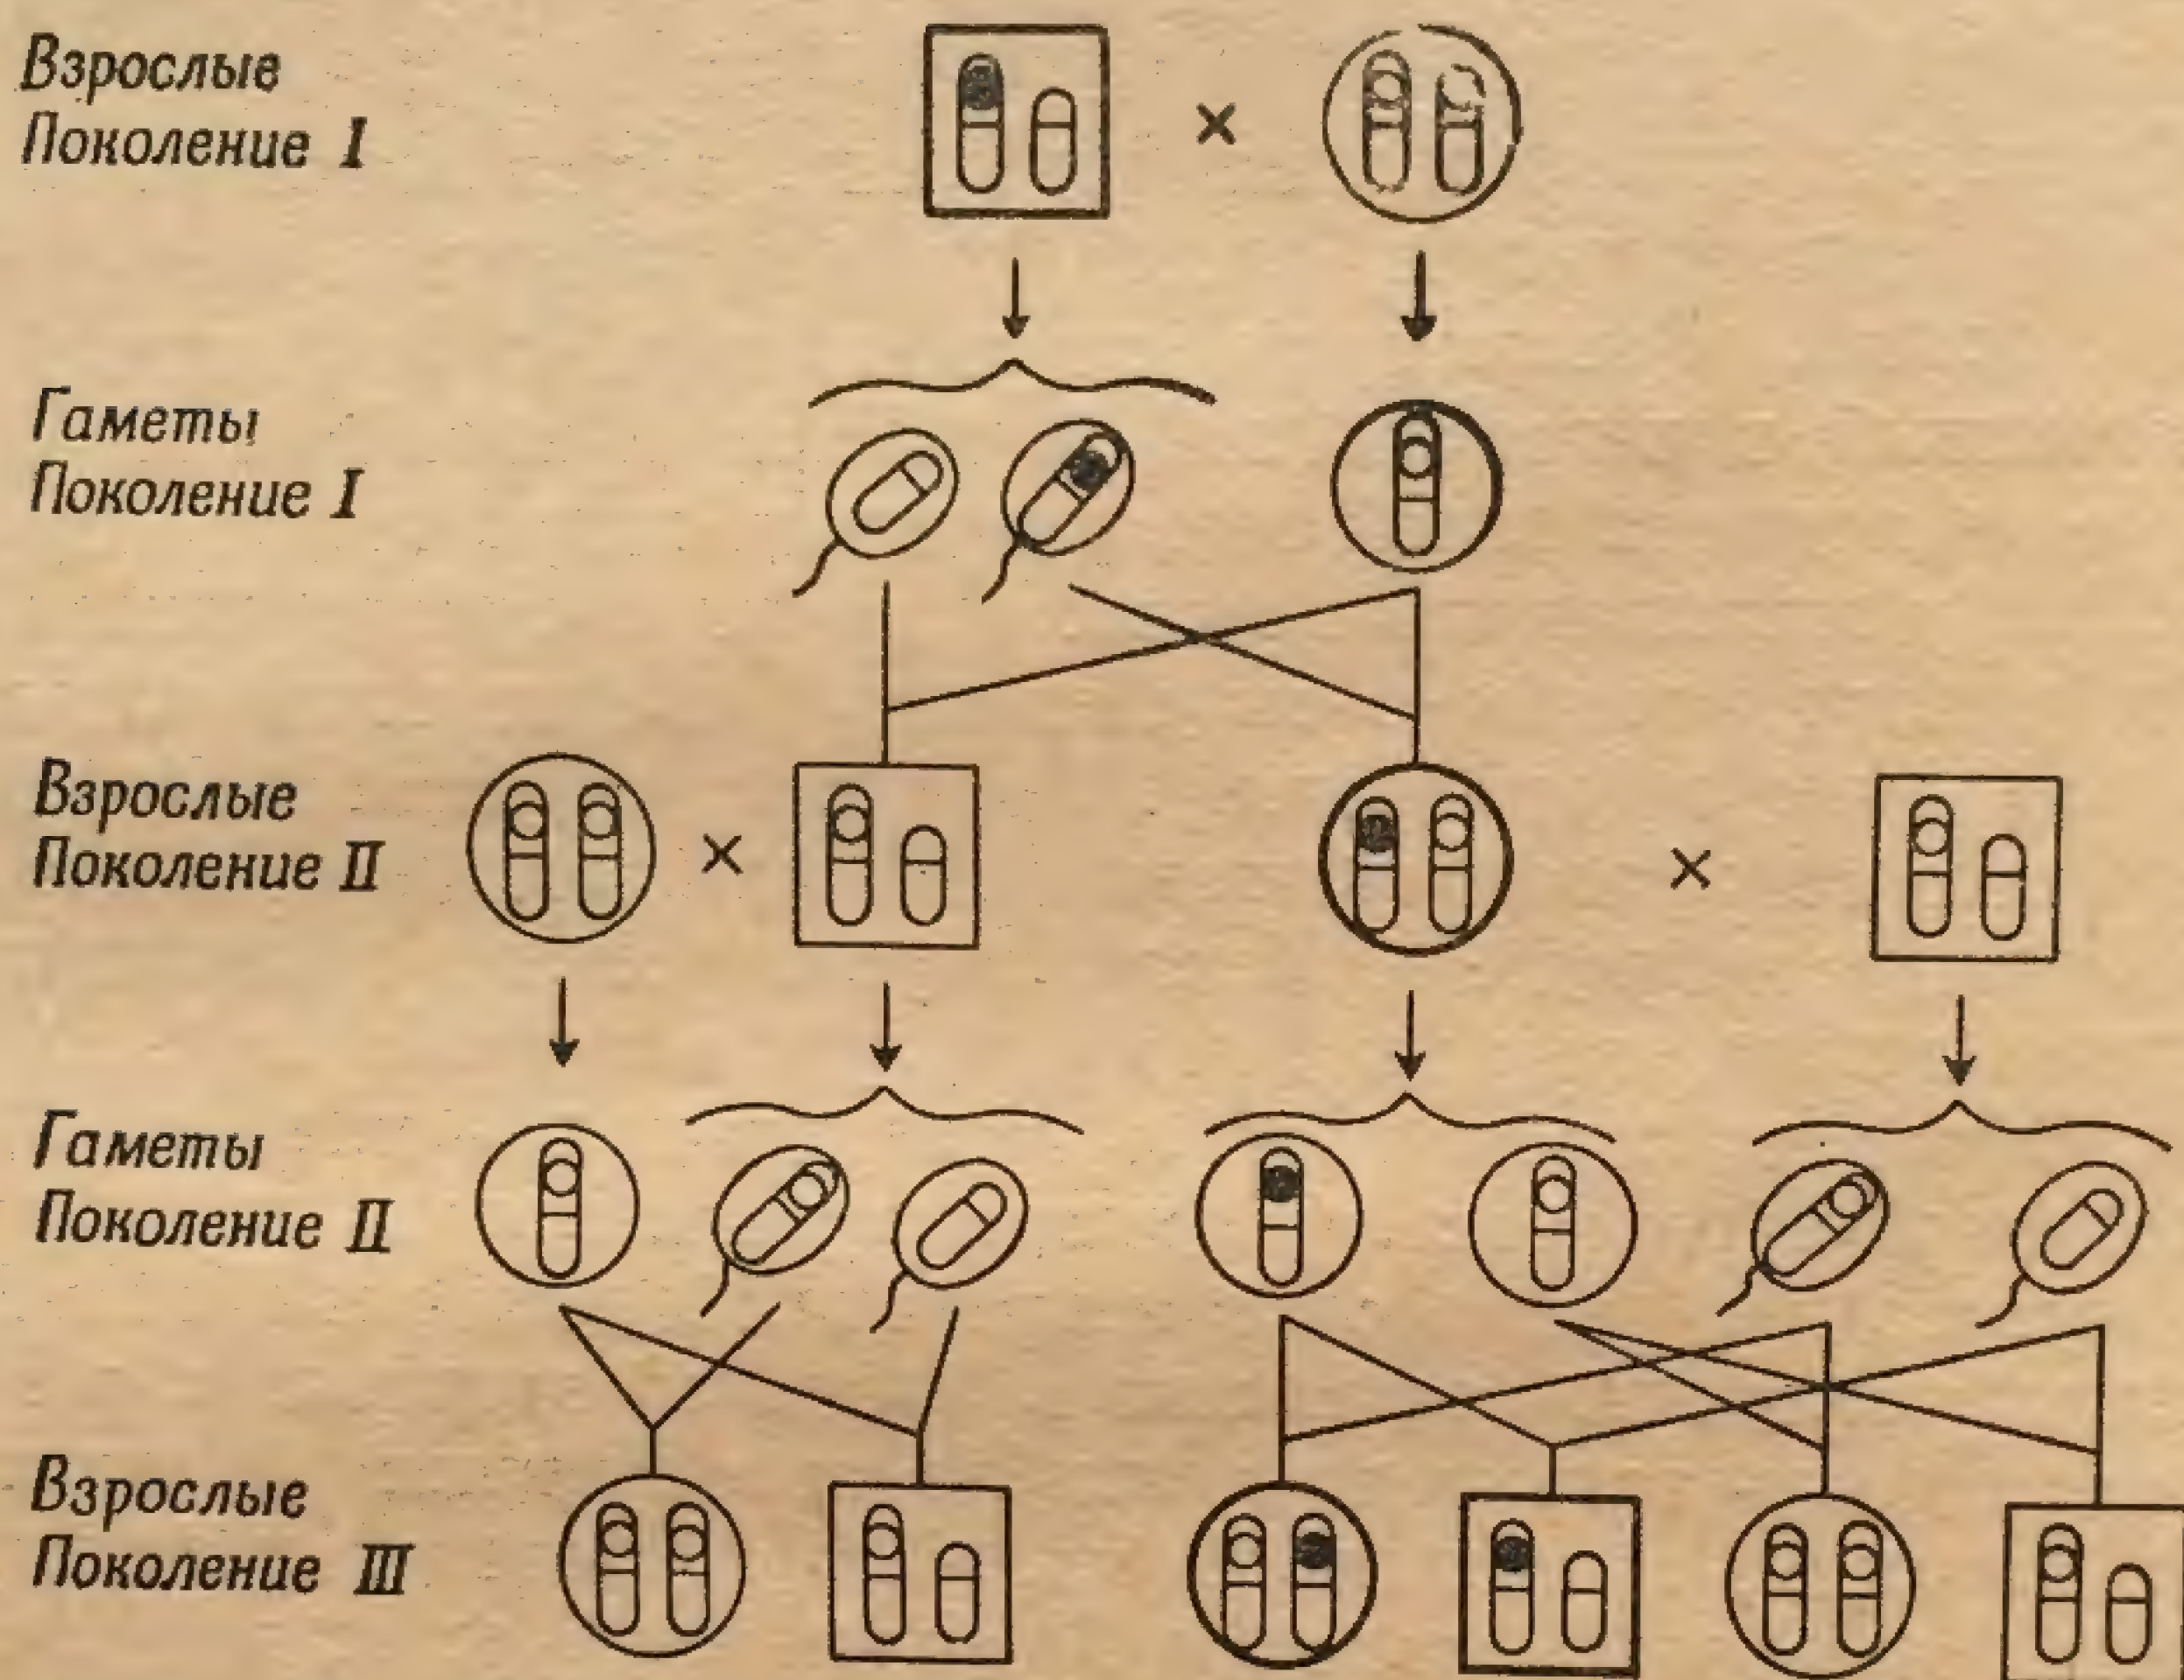 Взрослые
Поколение I
Гаметы
Поколение I
Взрослые
Поколение II
Гаметы
Поколение II
Взрослые
Поколение III